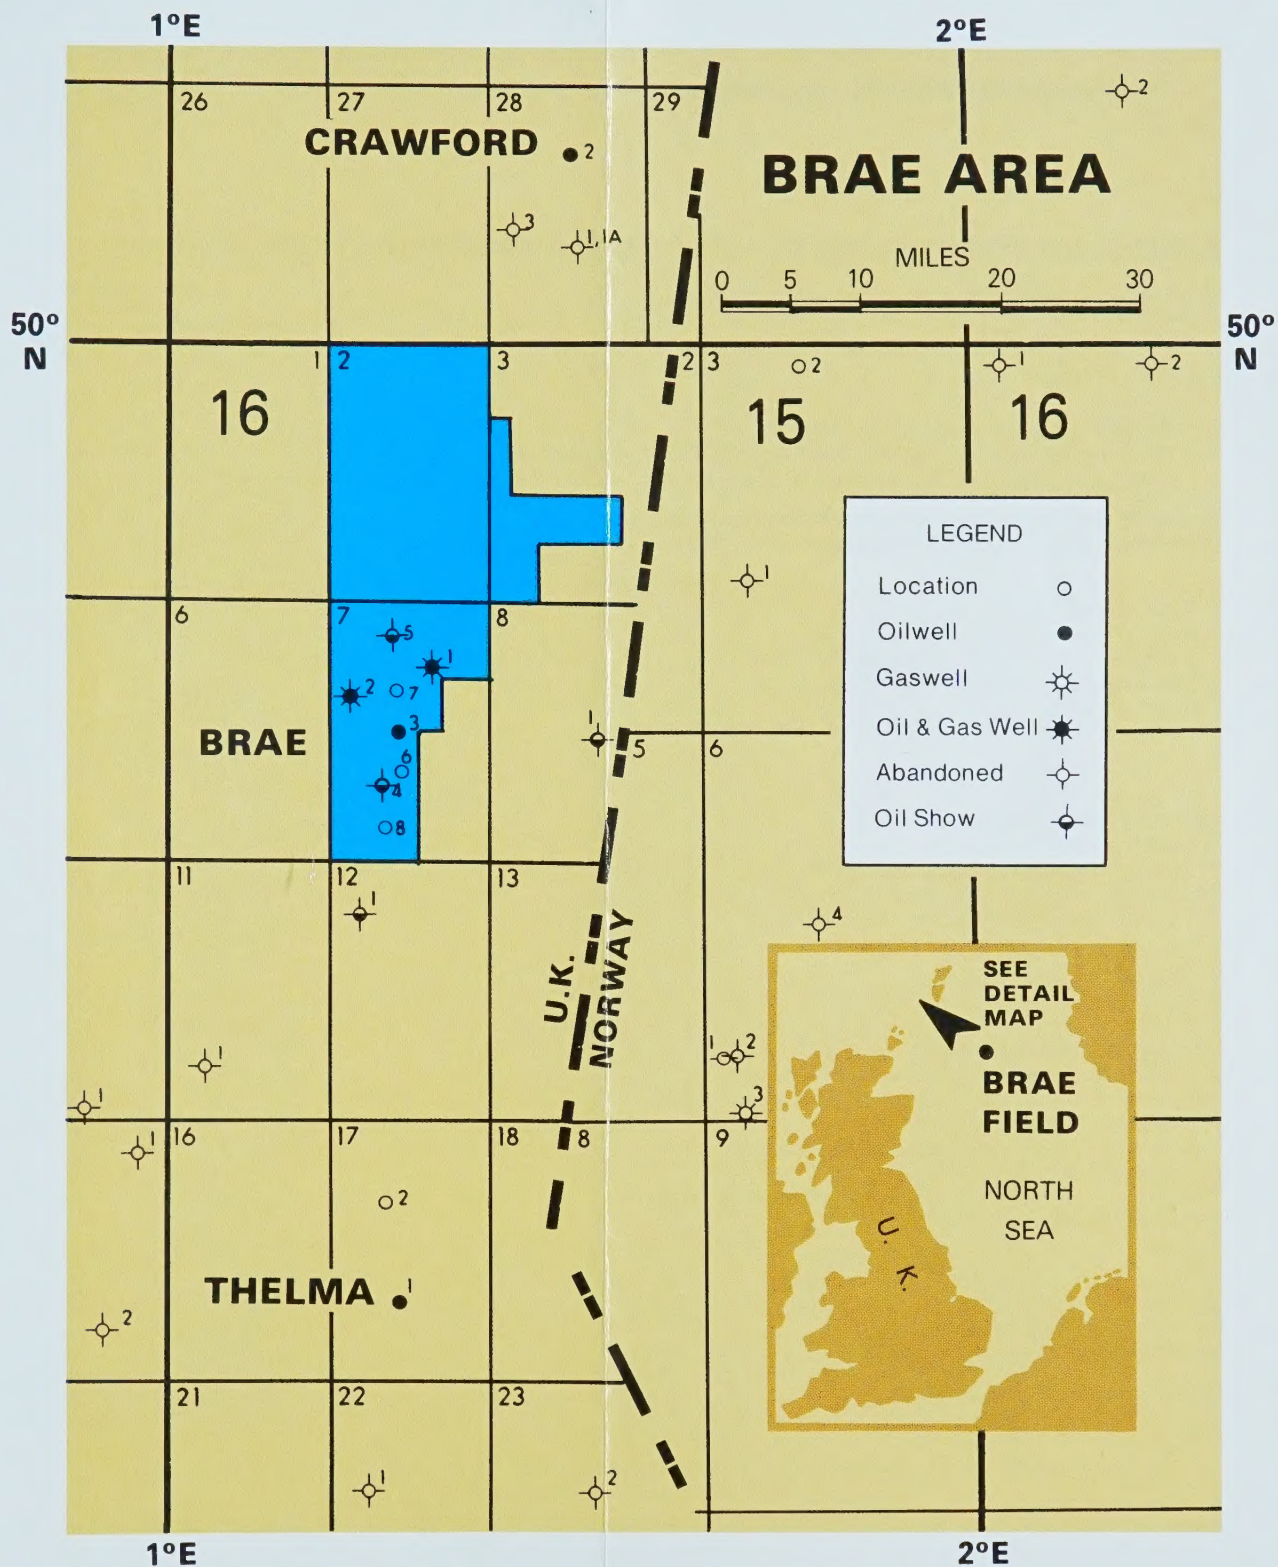 1°E 2°E
26 27 28 29 2
CRAWFORD 2
BRAE AREA
3 1, 1A
MILES
0 5 10 20 30
50° 50°
N N
1 2 3 2 3 2 1 2
16 15 16
LEGEND
Location
Oilwell
Gaswell
Oil & Gas Well
Abandoned
Oil Show
1
6 7 8
5
1
2 7
3
BRAE
1 5 6
6
4
8
11 12 13
1
4
U.K.
NORWAY
SEE
DETAIL
MAP
BRAE
FIELD
NORTH
SEA
U. K.
1 2
1
1
3
16 17 18 8 9
1
2
THELMA 1
2
21 22 23
1 2
1°E 2°E